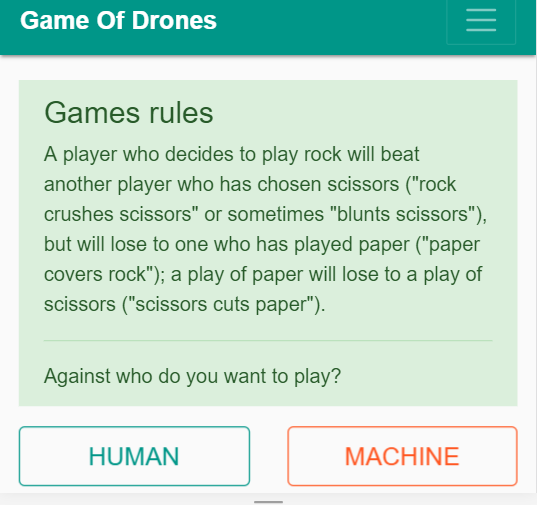 Game Of Drones
Games rules
A player who decides to play rock will beat
another player who has chosen scissors ("rock
crushes scissors" or sometimes "blunts scissors"),
but will lose to one who has played paper ("paper
covers rock"); a play of paper will lose to a play of
scissors ("scissors cuts paper").
Against who do you want to play?
HUMAN
MACHINE